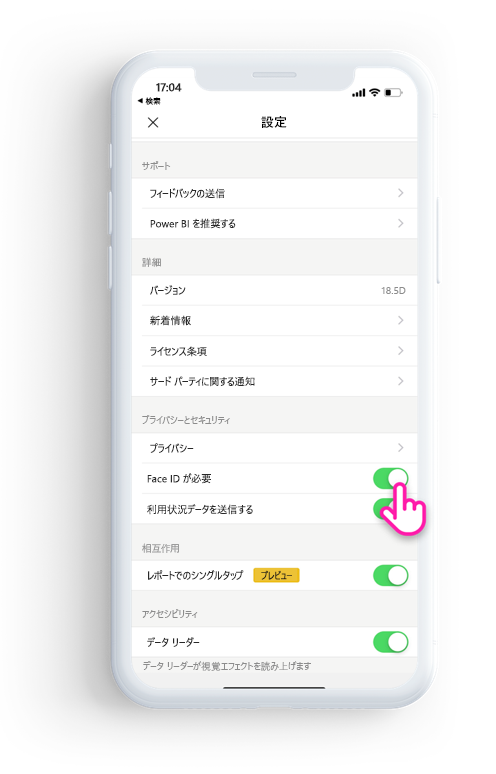 17:04
◀ 検索
設定
サポート
フィードバックの送信
Power BI を推奨する
詳細
バージョン 18.5D
新着情報
ライセンス条項
サード パーティに関する通知
プライバシーとセキュリティ
プライバシー
Face ID が必要
利用状況データを送信する
相互作用
レポートでのシングルタップ プレビュー
アクセシビリティ
データ リーダー
データ リーダーが視覚エフェクトを読み上げます